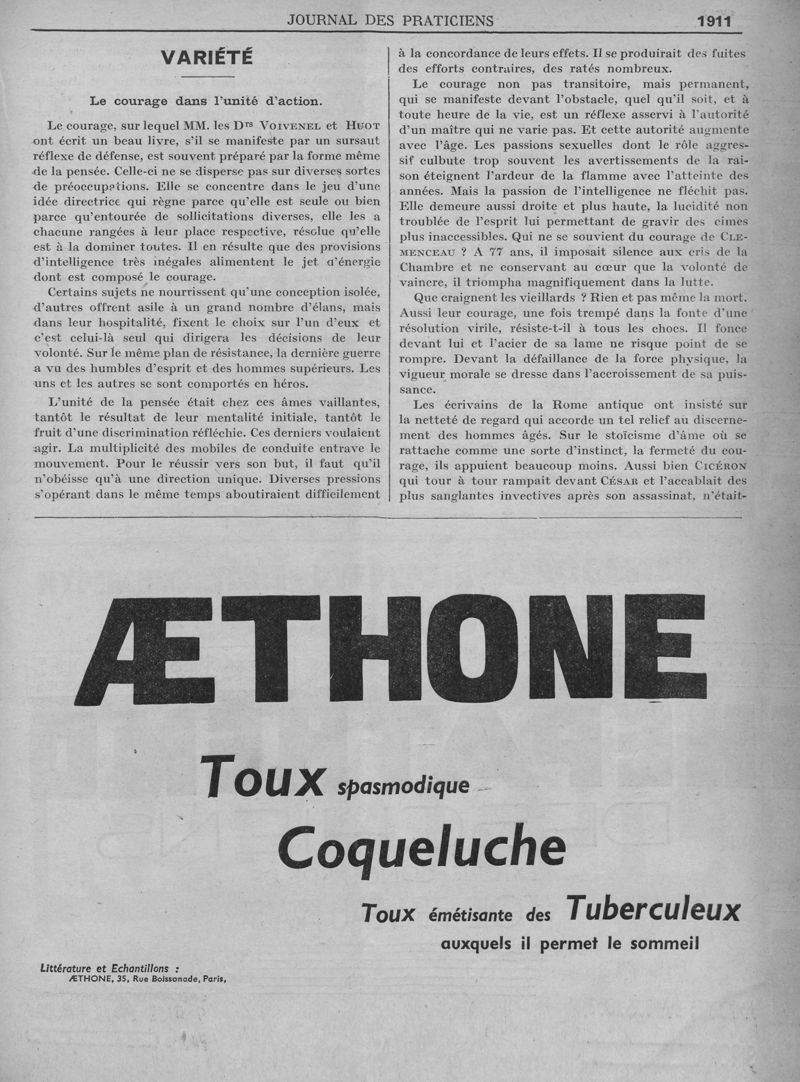 JOURNAL DES PRATICIENS 1911
VARIÉTÉ
Le courage dans l'unité d'action.
Le courage, sur lequel MM. les Drs VOIVENEL et HUOT
ont écrit un beau livre, s'il se manifeste par un sursaut
réflexe de défense, est souvent préparé par la forme même
de la pensée. Celle-ci ne se disperse pas sur diverses sortes
de préoccupations. Elle se concentre dans le jeu d'une
idée directrice qui règne parce qu'elle est seule ou bien
parce qu'entourée de sollicitations diverses, elle les a
chacune rangées à leur place respective, résolue qu'elle
est à la dominer toutes. Il en résulte que des provisions
d'intelligence très inégales alimentent le jet d'énergie
dont est composé le courage.
Certains sujets ne nourrissent qu'une conception isolée,
d'autres offrent asile à un grand nombre d'élans, mais
dans leur hospitalité, fixent le choix sur l'un d'eux et
c'est celui-là seul qui dirigera les décisions de leur
volonté. Sur le même plan de résistance, la dernière guerre
a vu des humbles d'esprit et des hommes supérieurs. Les
uns et les autres se sont comportés en héros.
L'unité de la pensée était chez ces âmes vaillantes,
tantôt le résultat de leur mentalité initiale, tantôt le
fruit d'une discrimination réfléchie. Ces derniers voulaient
agir. La multiplicité des mobiles de conduite entrave le
mouvement. Pour le réussir vers son but, il faut qu'il
n'obéisse qu'à une direction unique. Diverses pressions
s'opérant dans le même temps aboutiraient difficilement
à la concordance de leurs effets. Il se produirait des fuites
des efforts contraires, des ratés nombreux.
Le courage non pas transitoire, mais permanent,
qui se manifeste devant l'obstacle, quel qu'il soit, et à
toute heure de la vie, est un réflexe asservi à l'autorité
d'un maître qui ne varie pas. Et cette autorité augmente
avec l'âge. Les passions sexuelles dont le rôle agres-
sif culbute trop souvent les avertissements de la rai-
son éteignent l'ardeur de la flamme avec l'atteinte des
années. Mais la passion de l'intelligence ne fléchit pas.
Elle demeure aussi droite et plus haute, la lucidité non
troublée de l'esprit lui permettant de gravir des cimes
plus inaccessibles. Qui ne se souvient du courage de CLE-
MENCEAU ? A 77 ans, il imposait silence aux cris de la
Chambre et ne conservant au cœur que la volonté de
vaincre, il triompha magnifiquement dans la lutte.
Que craignent les vieillards ? Rien et pas même la mort.
Aussi leur courage, une fois trempé dans la fonte d'une
résolution virile, résiste-t-il à tous les chocs. Il fonce
devant lui et l'acier de sa lame ne risque point de se
rompre. Devant la défaillance de la force physique, la
vigueur morale se dresse dans l'accroissement de sa puis-
sance.
Les écrivains de la Rome antique ont insisté sur
la netteté de regard qui accorde un tel relief au discerne-
ment des hommes âgés. Sur le stoïcisme d'âme où se
rattache comme une sorte d'instinct, la fermeté du cou-
rage, ils appuient beaucoup moins. Aussi bien CICÉRON
qui tour à tour rampait devant CÉSAR et l'accablait des
plus sanglantes invectives après son assassinat, n'était-
ÆTHONE
Toux spasmodique
Coqueluche
Toux émétisante des Tuberculeux
auxquels il permet le sommeil
Littérature et Echantillons :
ÆTHONE, 35, Rue Boissonade, Paris,